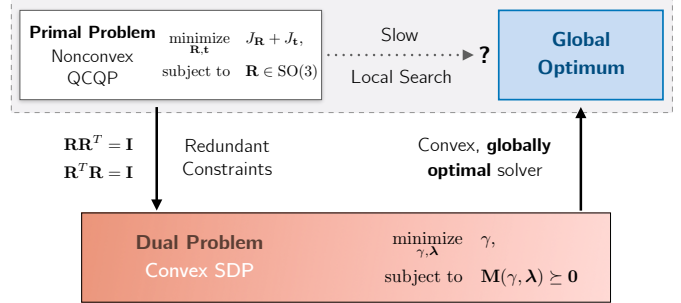 Primal Problem
Nonconvex
QCQP
minimize J_R + J_t,
R,t
subject to R ∈ SO(3)
Slow
Local Search
?
Global
Optimum
RR^T = I
R^T R = I
Redundant
Constraints
Convex, globally
optimal solver
Dual Problem
Convex SDP
minimize γ,
γ,λ
subject to M(γ, λ) ⪰ 0